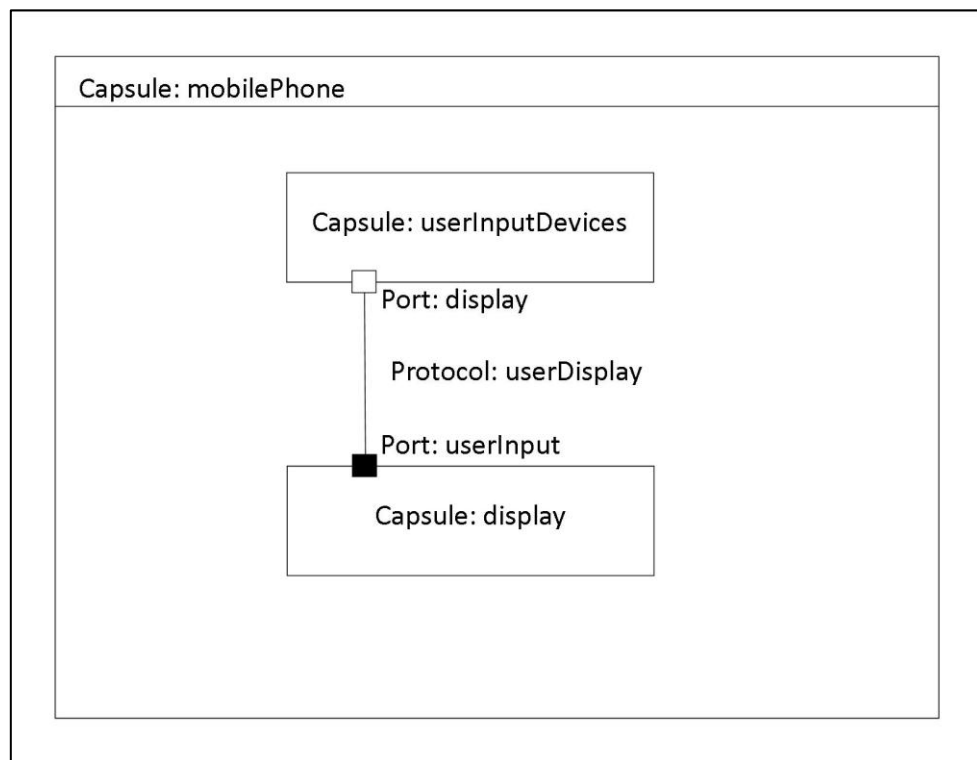 Capsule: mobilePhone
Capsule: userInputDevices
Port: display
Protocol: userDisplay
Port: userInput
Capsule: display